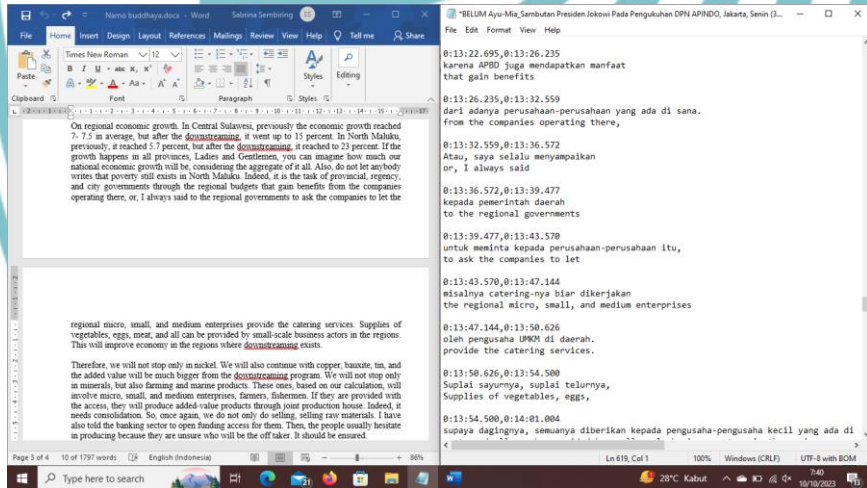 Namo buddhaya.docx - Word
Sabrina Sembiring
SS
File Home Insert Design Layout References Mailings Review View Help Tell me Share
Times New Roman 12
Paste
B I U abc x₂ x²
A Aa A A
Styles
Editing
Clipboard Font Paragraph Styles
On regional economic growth. In Central Sulawesi, previously the economic growth reached
7- 7.5 in average, but after the downstreaming, it went up to 15 percent. In North Maluku,
previously, it reached 5.7 percent, but after the downstreaming, it reached to 23 percent. If the
growth happens in all provinces, Ladies and Gentlemen, you can imagine how much our
national economic growth will be, considering the aggregate of it all. Also, do not let anybody
writes that poverty still exists in North Maluku. Indeed, it is the task of provincial, regency,
and city governments through the regional budgets that gain benefits from the companies
operating there, or, I always said to the regional governments to ask the companies to let the
regional micro, small, and medium enterprises provide the catering services. Supplies of
vegetables, eggs, meat, and all can be provided by small-scale business actors in the regions.
This will improve economy in the regions where downstreaming exists.
Therefore, we will not stop only in nickel. We will also continue with copper, bauxite, tin, and
the added value will be much bigger from the downstreaming program. We will not stop only
in minerals, but also farming and marine products. These ones, based on our calculation, will
involve micro, small, and medium enterprises, farmers, fishermen. If they are provided with
the access, they will produce added-value products through joint production house. Indeed, it
needs consolidation. So, once again, we do not only do selling, selling raw materials. I have
also told the banking sector to open funding access for them. Then, the people usually hesitate
in producing because they are unsure who will be the off taker. It should be ensured.
Page 3 of 4 10 of 1797 words English (Indonesia) 86%
*BELUM Ayu-Mia_Sambutan Presiden Jokowi Pada Pengukuhan DPN APINDO, Jakarta, Senin (3...
File Edit Format View Help
0:13:22.695,0:13:26.235
karena APBD juga mendapatkan manfaat
that gain benefits
0:13:26.235,0:13:32.559
dari adanya perusahaan-perusahaan yang ada di sana.
from the companies operating there,
0:13:32.559,0:13:36.572
Atau, saya selalu menyampaikan
or, I always said
0:13:36.572,0:13:39.477
kepada pemerintah daerah
to the regional governments
0:13:39.477,0:13:43.570
untuk meminta kepada perusahaan-perusahaan itu,
to ask the companies to let
0:13:43.570,0:13:47.144
misalnya catering-nya biar dikerjakan
the regional micro, small, and medium enterprises
0:13:47.144,0:13:50.626
oleh pengusaha UMKM di daerah.
provide the catering services.
0:13:50.626,0:13:54.500
Suplai sayurnya, suplai telurnya,
Supplies of vegetables, eggs,
0:13:54.500,0:14:01.004
supaya dagingnya, semuanya diberikan kepada pengusaha-pengusaha kecil yang ada di
Ln 619, Col 1 100% Windows (CRLF) UTF-8 with BOM
Type here to search
28°C Kabut
7:40
10/10/2023